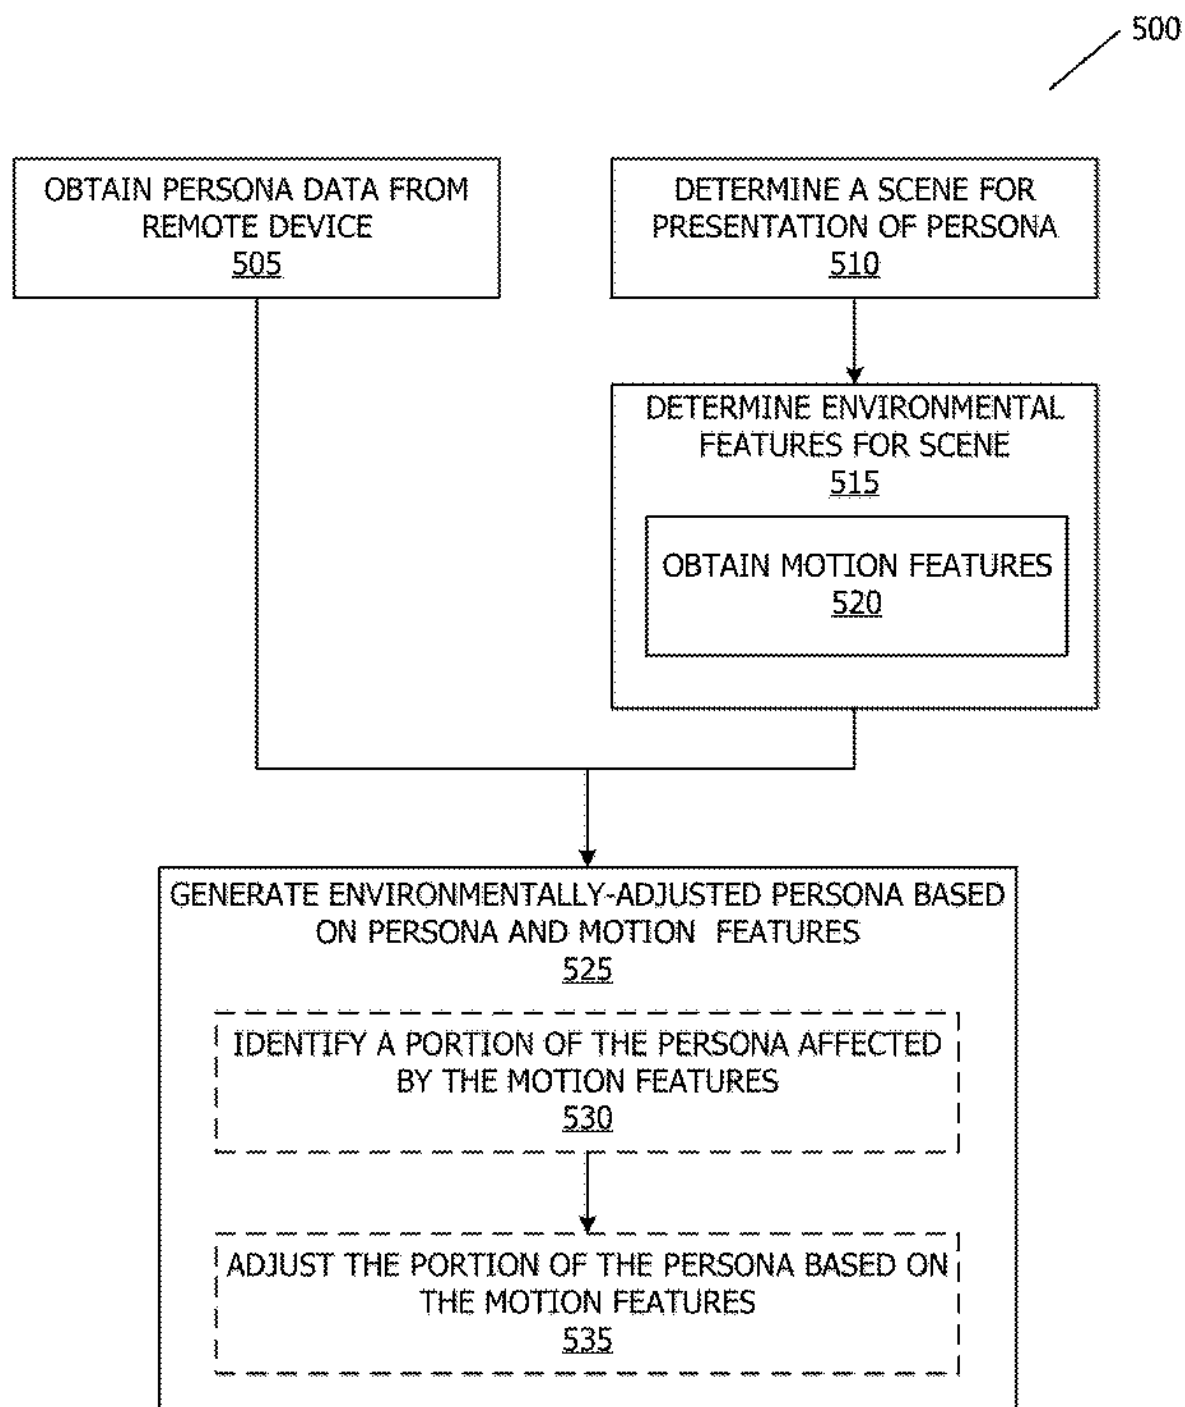 500
OBTAIN PERSONA DATA FROM
REMOTE DEVICE
505
DETERMINE A SCENE FOR
PRESENTATION OF PERSONA
510
DETERMINE ENVIRONMENTAL
FEATURES FOR SCENE
515
OBTAIN MOTION FEATURES
520
GENERATE ENVIRONMENTALLY-ADJUSTED PERSONA BASED
ON PERSONA AND MOTION FEATURES
525
IDENTIFY A PORTION OF THE PERSONA AFFECTED
BY THE MOTION FEATURES
530
ADJUST THE PORTION OF THE PERSONA BASED ON
THE MOTION FEATURES
535